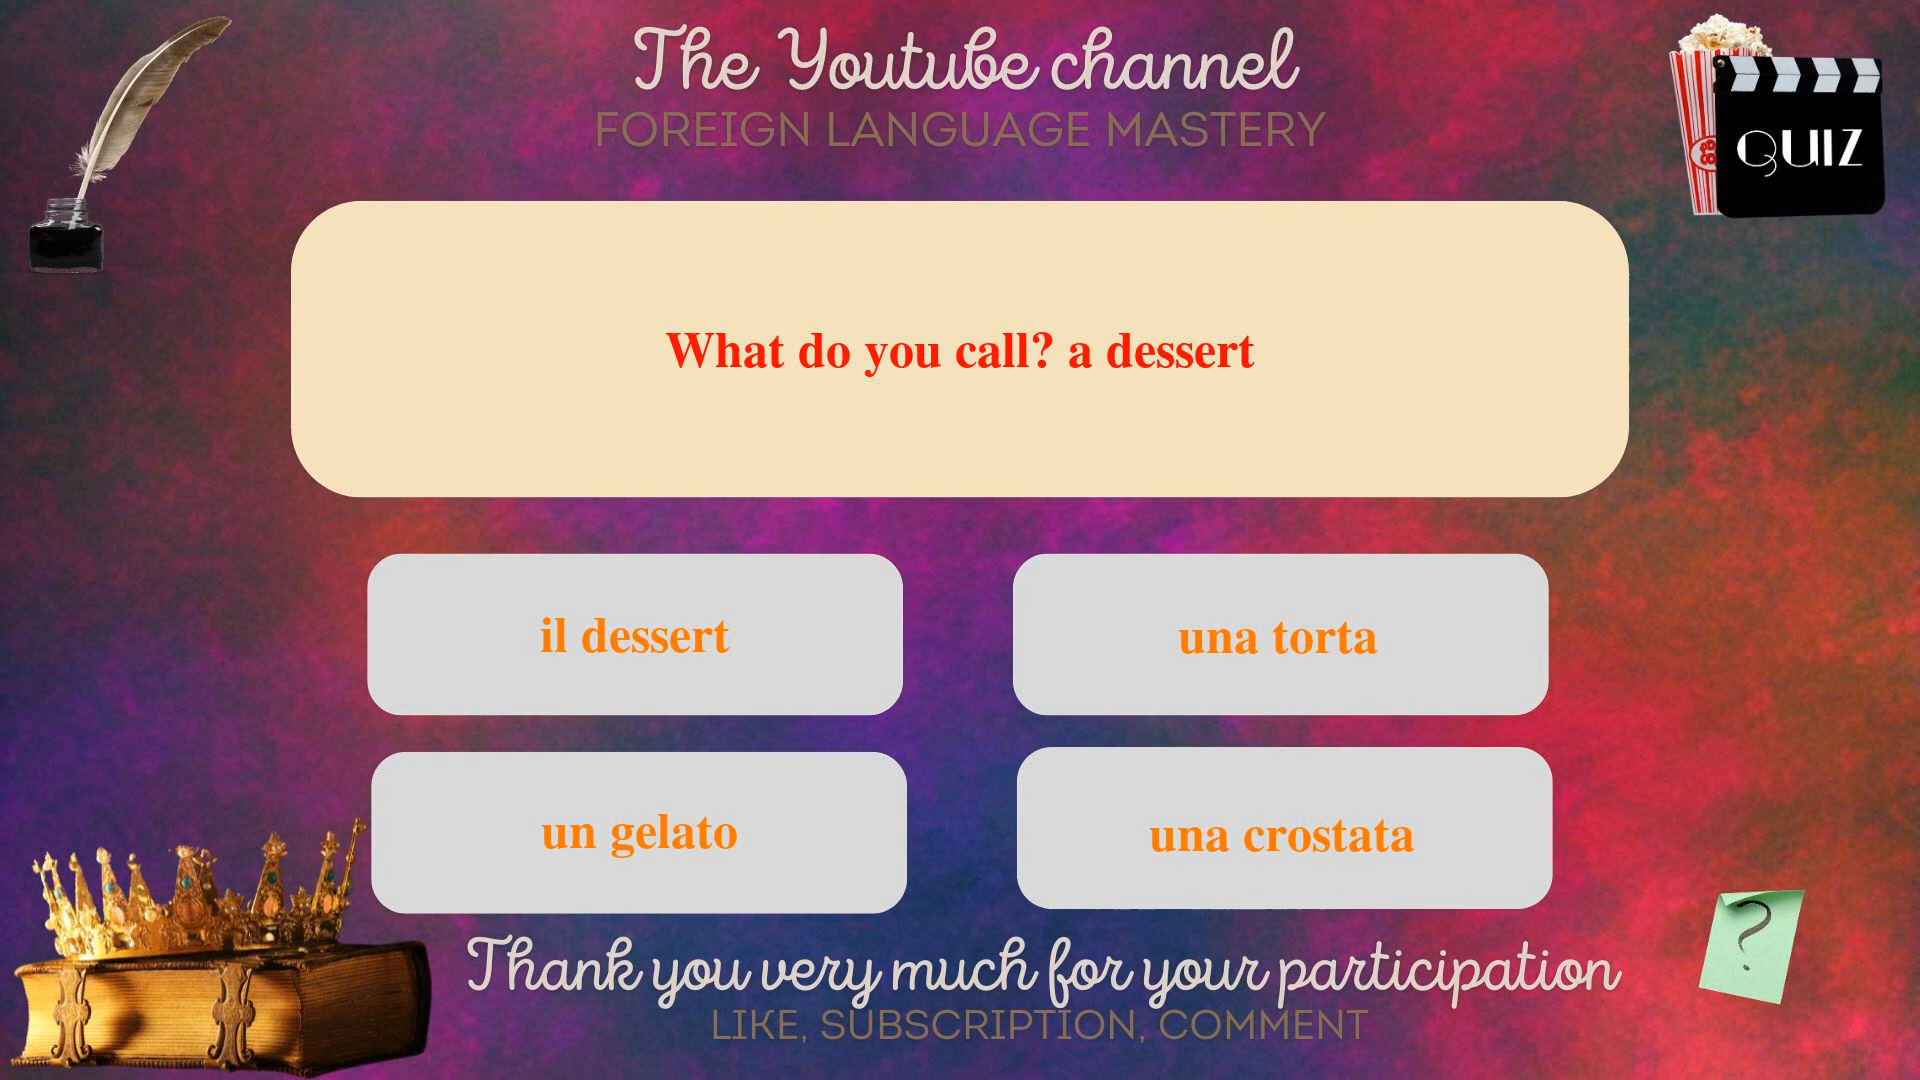 The Youtube channel
FOREIGN LANGUAGE MASTERY
QUIZ
What do you call? a dessert
il dessert
una torta
un gelato
una crostata
?
Thank you very much for your participation
LIKE, SUBSCRIPTION, COMMENT